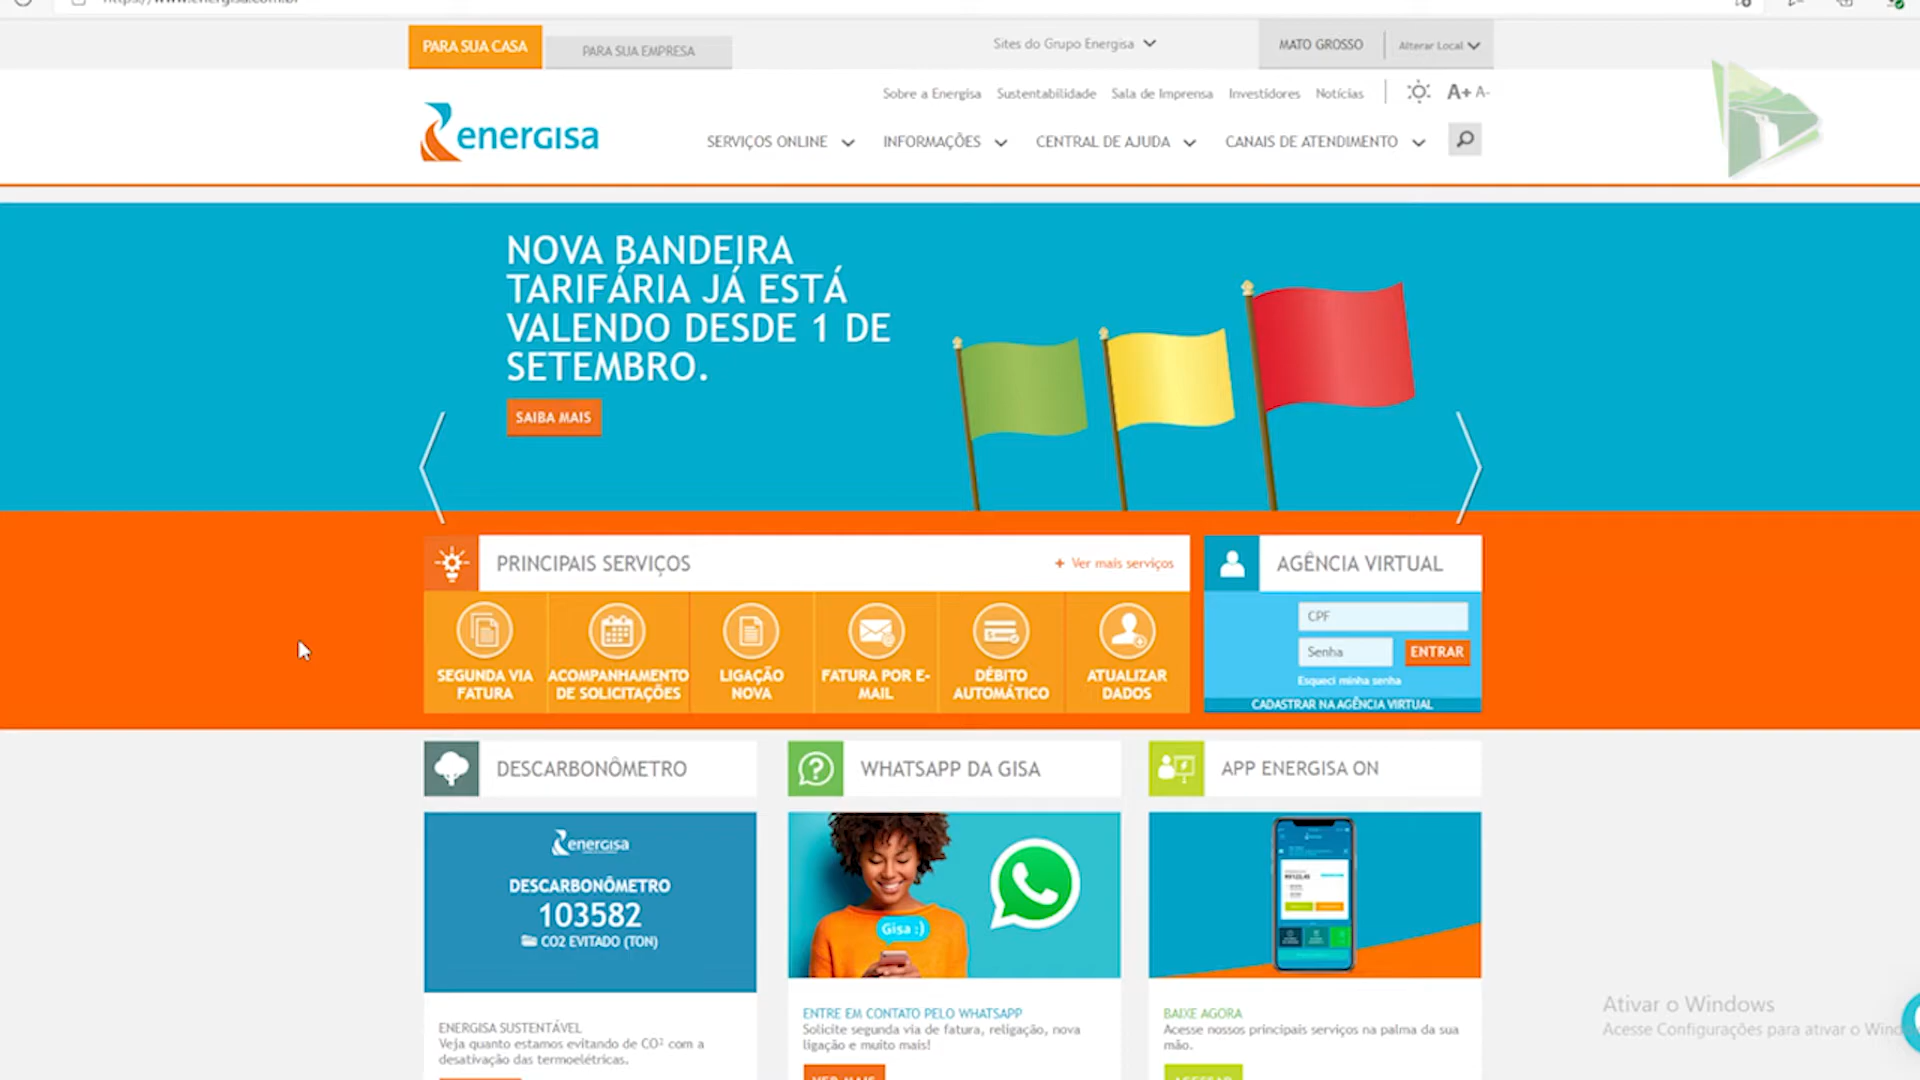 PARA SUA CASA
PARA SUA EMPRESA
Sites do Grupo Energisa
MATO GROSSO
Alterar Local
Sobre a Energisa
Sustentabilidade
Sala de Imprensa
Investidores
Notícias
A+ A-
energisa
SERVIÇOS ONLINE
INFORMAÇÕES
CENTRAL DE AJUDA
CANAIS DE ATENDIMENTO
NOVA BANDEIRA
TARIFÁRIA JÁ ESTÁ
VALENDO DESDE 1 DE
SETEMBRO.
SAIBA MAIS
PRINCIPAIS SERVIÇOS
+ Ver mais serviços
SEGUNDA VIA
FATURA
ACOMPANHAMENTO
DE SOLICITAÇÕES
LIGAÇÃO
NOVA
FATURA POR E-
MAIL
DÉBITO
AUTOMÁTICO
ATUALIZAR
DADOS
AGÊNCIA VIRTUAL
CPF
Senha
ENTRAR
Esqueci minha senha
CADASTRAR NA AGÊNCIA VIRTUAL
DESCARBONÔMETRO
energisa
DESCARBONÔMETRO
103582
CO2 EVITADO (TON)
ENERGISA SUSTENTÁVEL
Veja quanto estamos evitando de CO² com a
desativação das termoelétricas.
WHATSAPP DA GISA
Gisa :)
ENTRE EM CONTATO PELO WHATSAPP
Solicite segunda via de fatura, religação, nova
ligação e muito mais!
VER MAIS
APP ENERGISA ON
BAIXE AGORA
Acesse nossos principais serviços na palma da sua
mão.
ACESSAR
Ativar o Windows
Acesse Configurações para ativar o